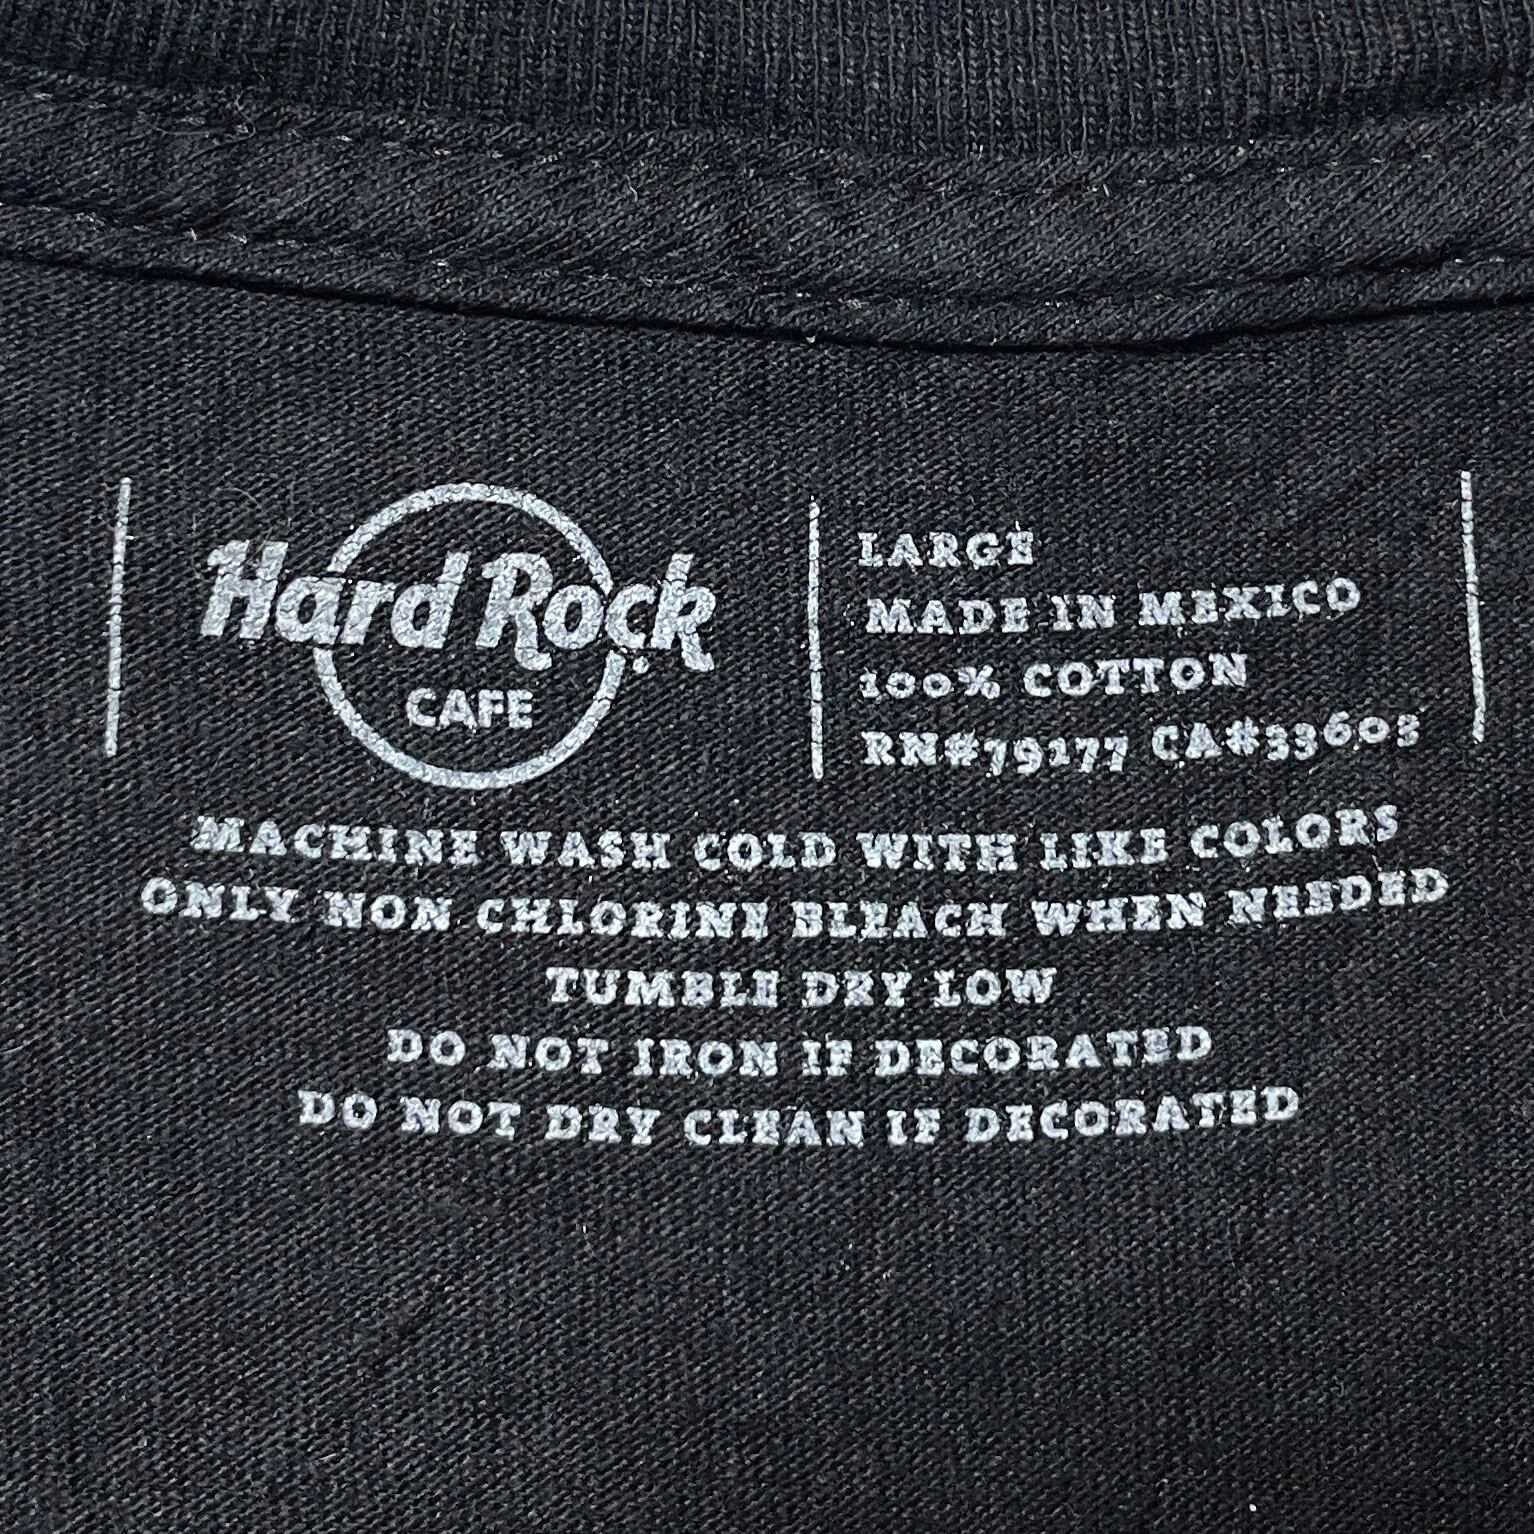 Hard Rock
CAFE
LARGE
MADE IN MEXICO
100% COTTON
RN#79177 CA#33605
MACHINE WASH COLD WITH LIKE COLORS
ONLY NON CHLORINE BLEACH WHEN NEEDED
TUMBLE DRY LOW
DO NOT IRON IF DECORATED
DO NOT DRY CLEAN IF DECORATED